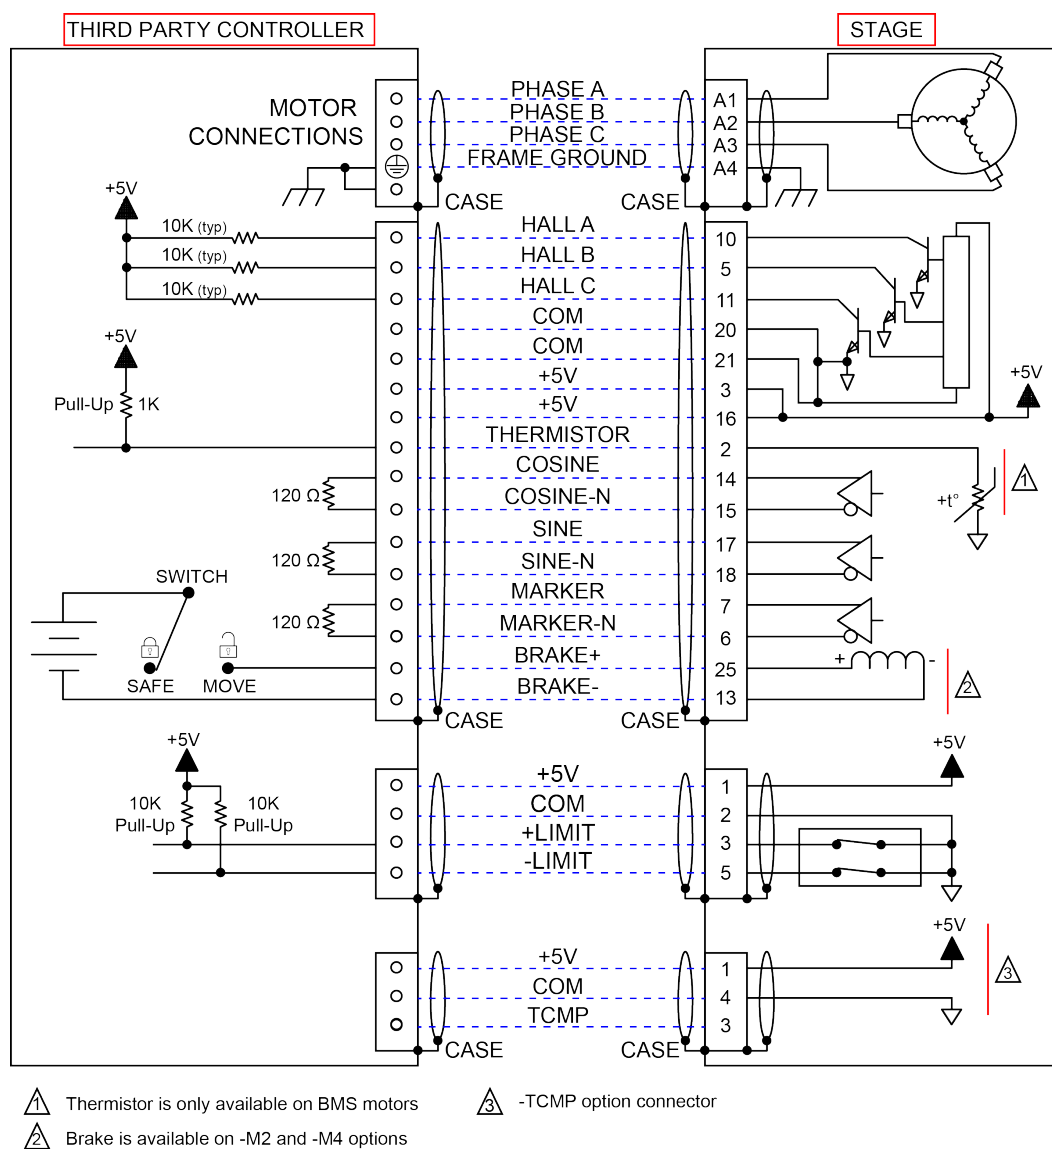 THIRD PARTY CONTROLLER
STAGE
MOTOR
CONNECTIONS
PHASE A
PHASE B
PHASE C
FRAME GROUND
A1
A2
A3
A4
CASE
CASE
+5V
10K (typ)
10K (typ)
10K (typ)
HALL A
10
HALL B
5
HALL C
11
COM
20
COM
21
+5V
3
+5V
16
+5V
+5V
Pull-Up
1K
THERMISTOR
2
+t°
1
COSINE
14
120 Ω
COSINE-N
15
SINE
17
120 Ω
SINE-N
18
MARKER
7
120 Ω
MARKER-N
6
SWITCH
SAFE
MOVE
BRAKE+
25
+
-
BRAKE-
13
2
CASE
CASE
+5V
10K
Pull-Up
10K
Pull-Up
+5V
1
+5V
COM
2
+LIMIT
3
-LIMIT
5
+5V
1
+5V
COM
4
TCMP
3
3
CASE
CASE
1 Thermistor is only available on BMS motors
3 -TCMP option connector
2 Brake is available on -M2 and -M4 options